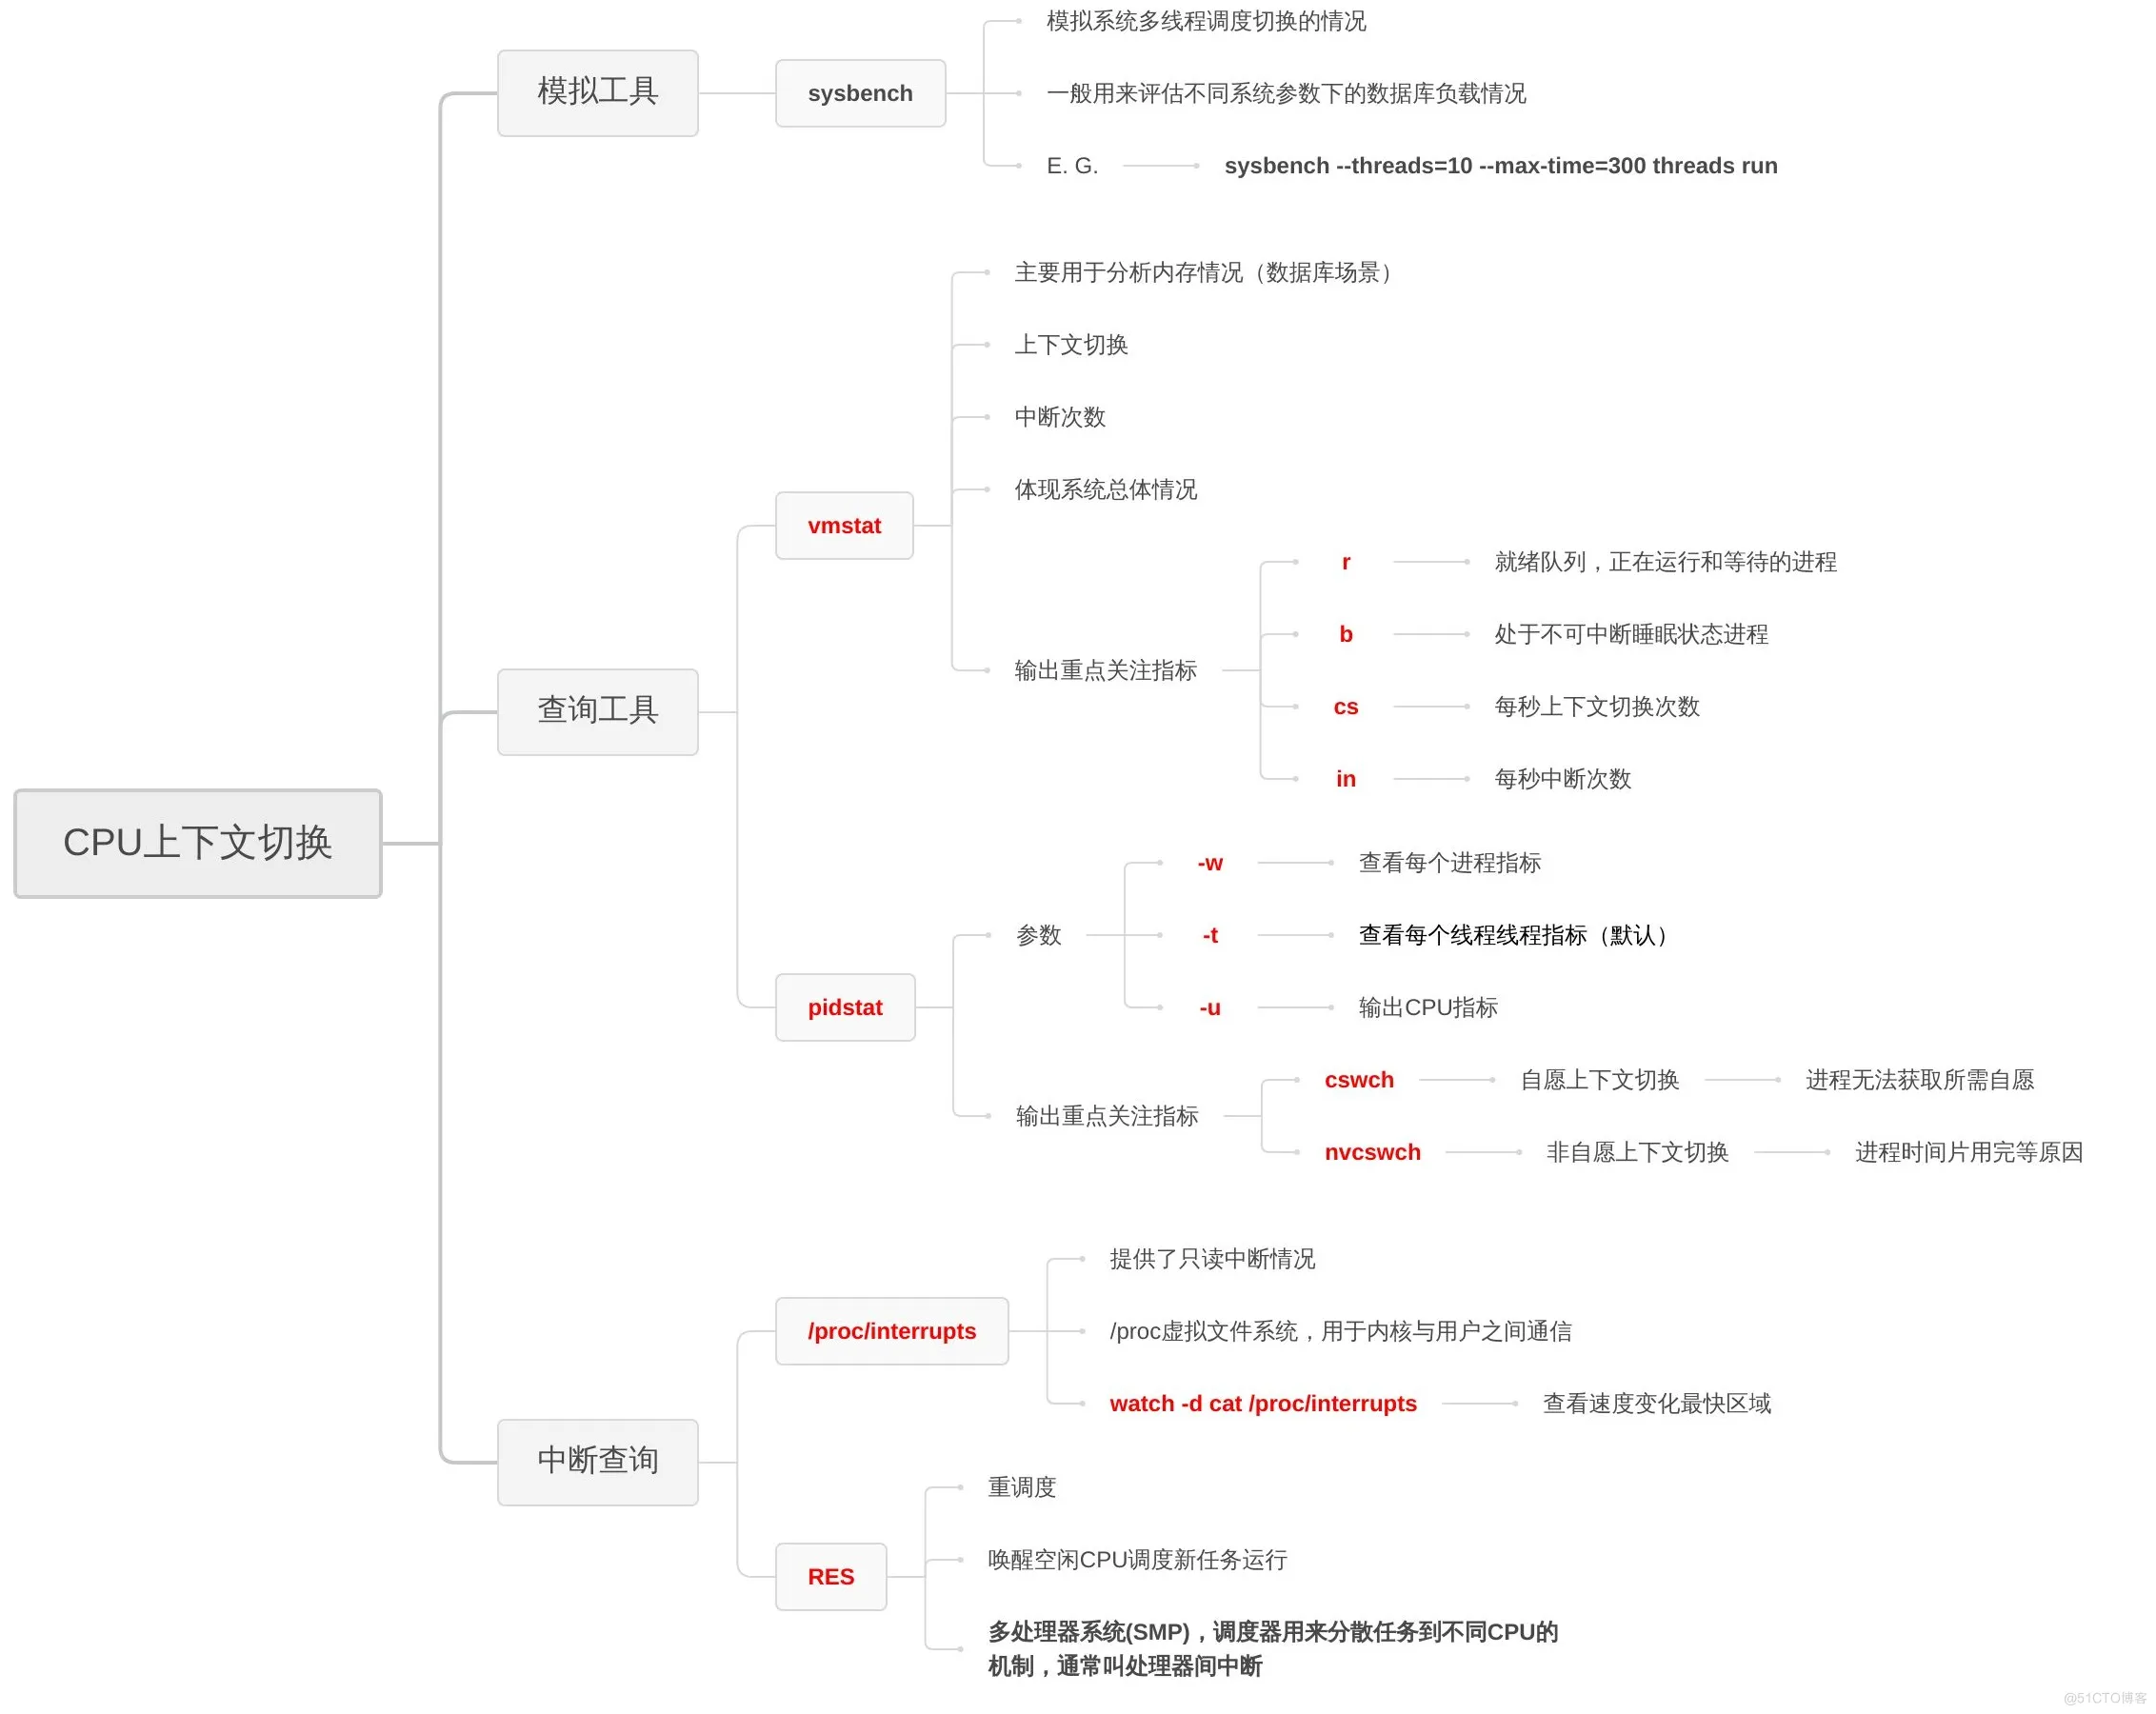 CPU上下文切换
模拟工具
sysbench
模拟系统多线程调度切换的情况
一般用来评估不同系统参数下的数据库负载情况
E. G.
sysbench --threads=10 --max-time=300 threads run
查询工具
vmstat
主要用于分析内存情况（数据库场景）
上下文切换
中断次数
体现系统总体情况
输出重点关注指标
r
就绪队列，正在运行和等待的进程
b
处于不可中断睡眠状态进程
cs
每秒上下文切换次数
in
每秒中断次数
pidstat
参数
-w
查看每个进程指标
-t
查看每个线程线程指标（默认）
-u
输出CPU指标
输出重点关注指标
cswch
自愿上下文切换
进程无法获取所需自愿
nvcswch
非自愿上下文切换
进程时间片用完等原因
中断查询
/proc/interrupts
提供了只读中断情况
/proc虚拟文件系统，用于内核与用户之间通信
watch -d cat /proc/interrupts
查看速度变化最快区域
RES
重调度
唤醒空闲CPU调度新任务运行
多处理器系统(SMP)，调度器用来分散任务到不同CPU的
机制，通常叫处理器间中断
@51CTO博客